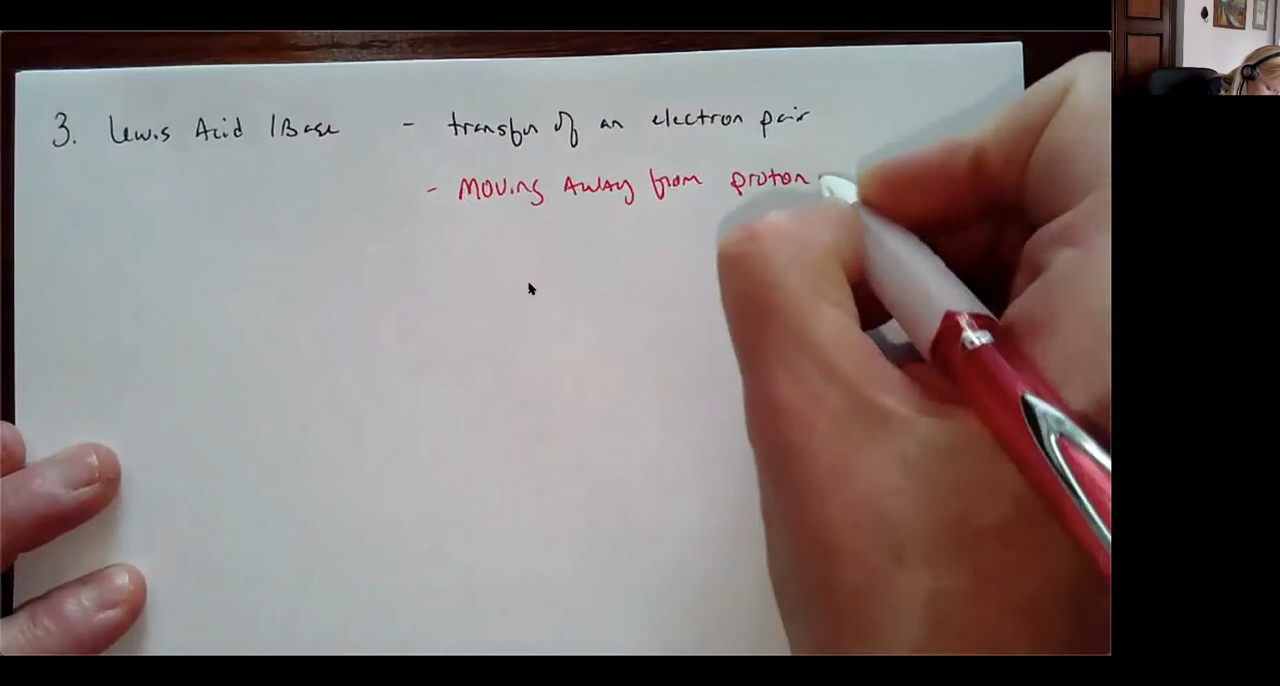 3. Lewis Acid / Base - transfer of an electron pair
- Moving Away from proton